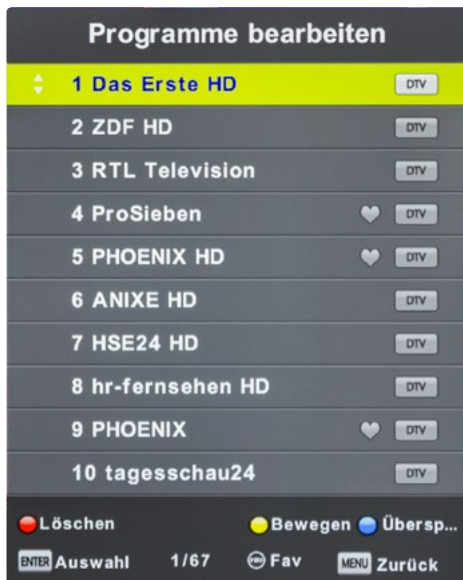 Programme bearbeiten
1 Das Erste HD DTV
2 ZDF HD DTV
3 RTL Television DTV
4 ProSieben DTV
5 PHOENIX HD DTV
6 ANIXE HD DTV
7 HSE24 HD DTV
8 hr-fernsehen HD DTV
9 PHOENIX DTV
10 tagesschau24 DTV
Löschen Bewegen Übersp...
ENTER Auswahl 1/67 Fav MENU Zurück